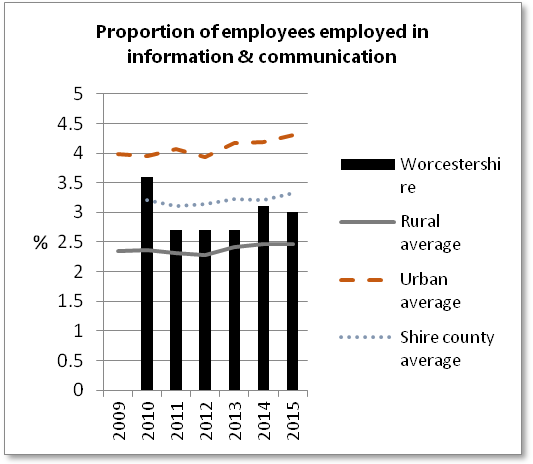 Proportion of employees employed in
information & communication
5
4.5
4
3.5
3
2.5
2
1.5
1
0.5
0
%
2009
2010
2011
2012
2013
2014
2015
Worcestershi
re
Rural
average
Urban
average
Shire county
average